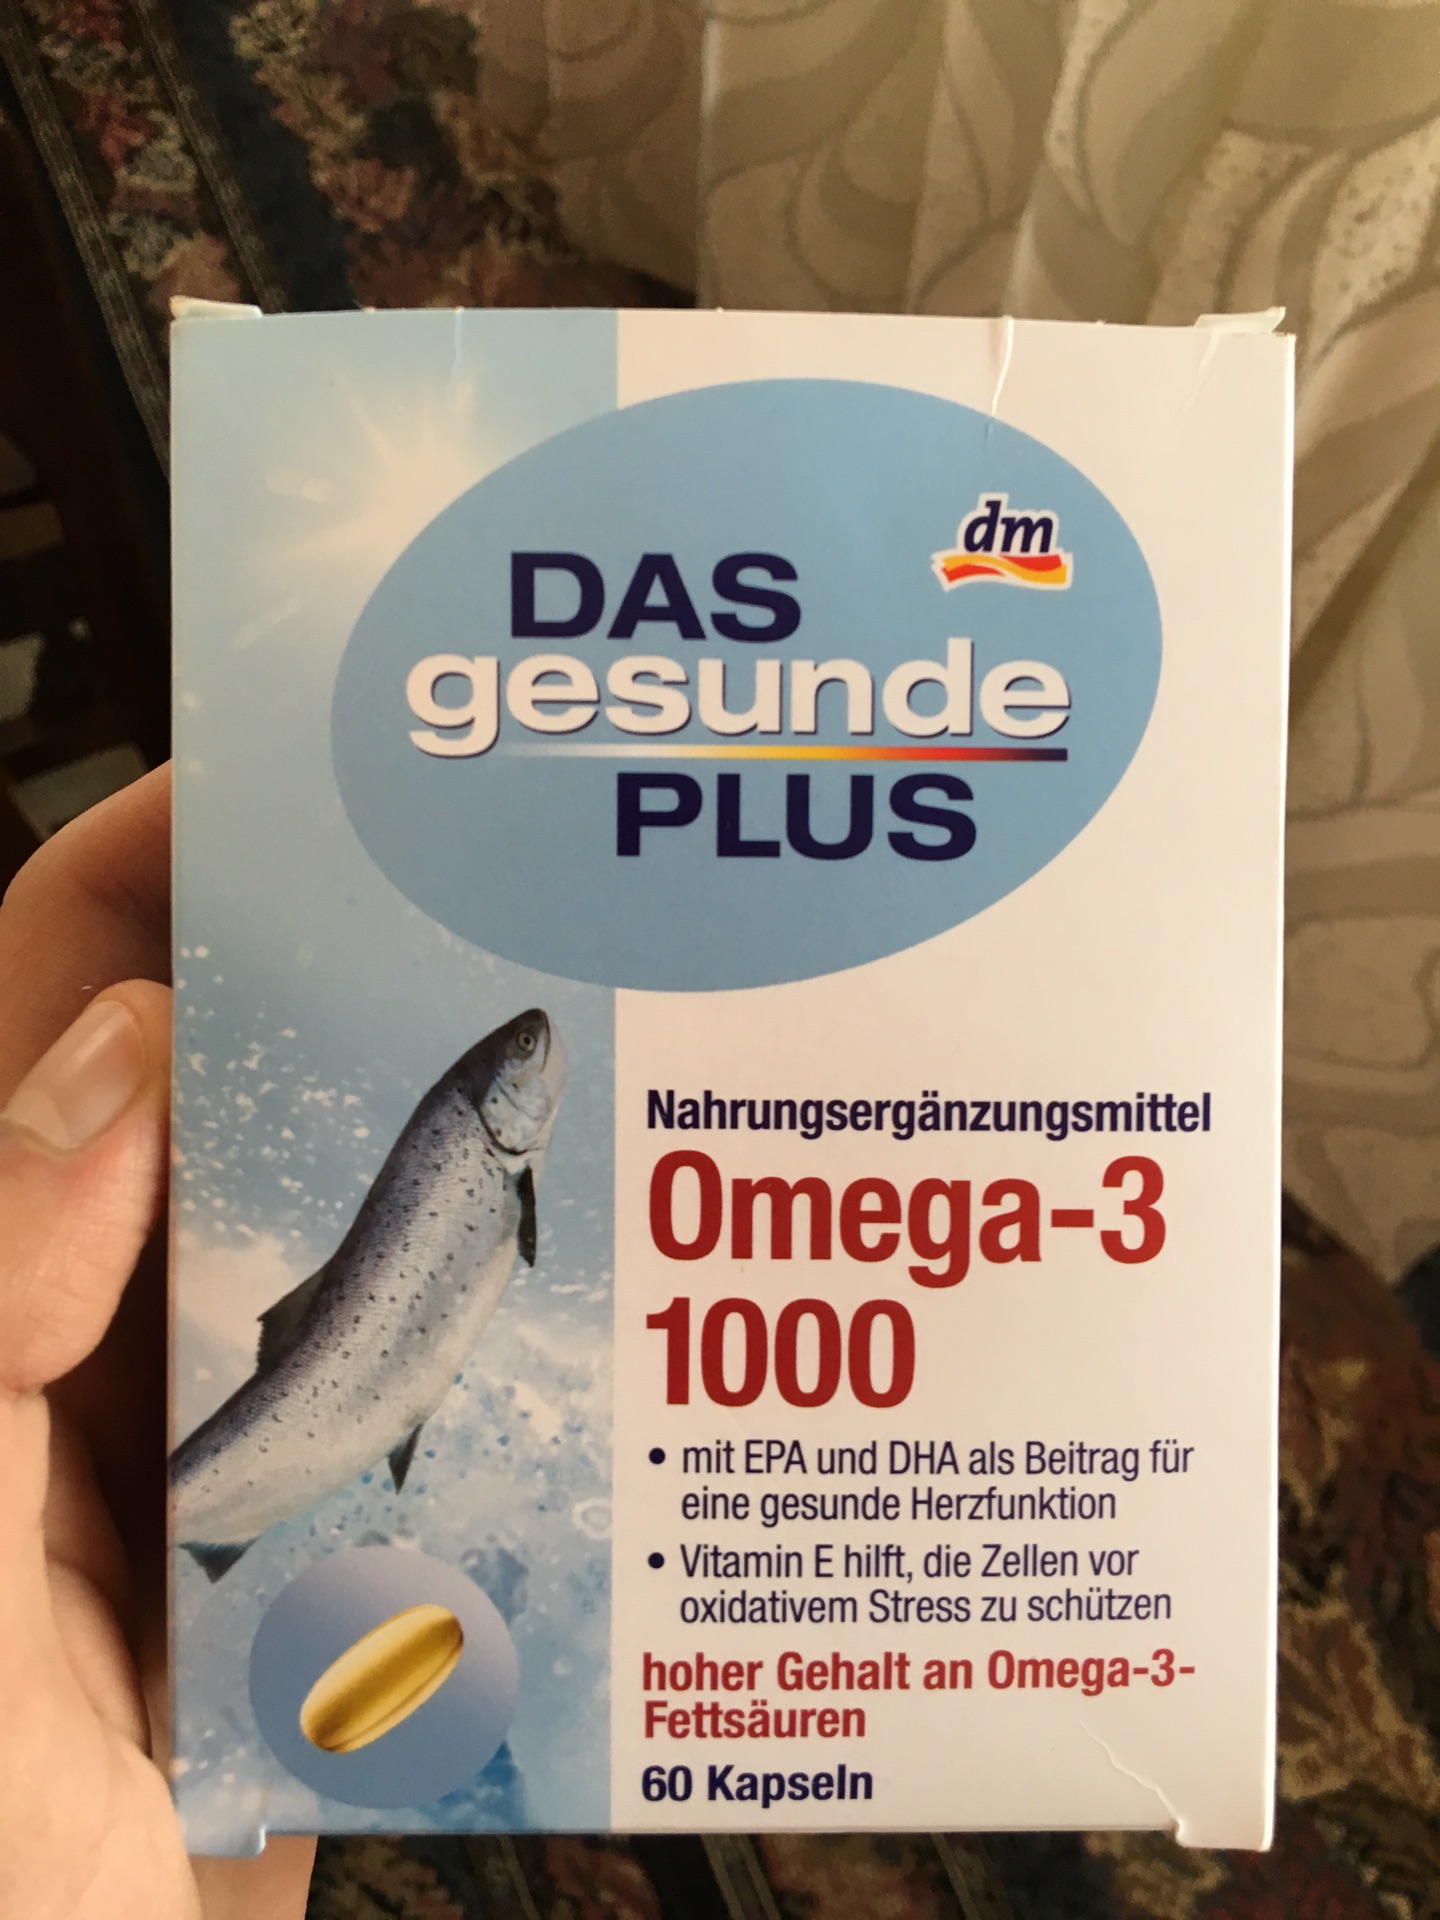 dm
DAS
gesunde
PLUS
Nahrungsergänzungsmittel
Omega-3
1000
• mit EPA und DHA als Beitrag für
eine gesunde Herzfunktion
• Vitamin E hilft, die Zellen vor
oxidativem Stress zu schützen
hoher Gehalt an Omega-3-
Fettsäuren
60 Kapseln